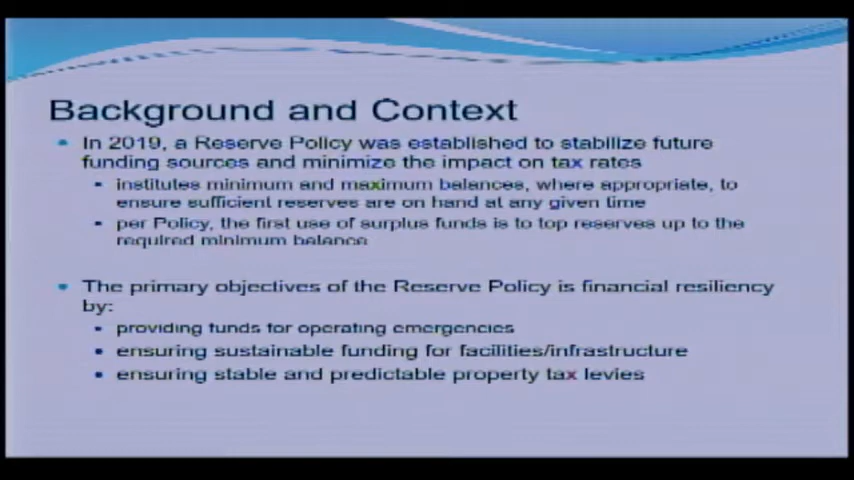 Background and Context
• In 2019, a Reserve Policy was established to stabilize future
funding sources and minimize the impact on tax rates
▪ institutes minimum and maximum balances, where appropriate, to
ensure sufficient reserves are on hand at any given time
▪ per Policy, the first use of surplus funds is to top reserves up to the
required minimum balance
• The primary objectives of the Reserve Policy is financial resiliency
by:
▪ providing funds for operating emergencies
▪ ensuring sustainable funding for facilities/infrastructure
▪ ensuring stable and predictable property tax levies